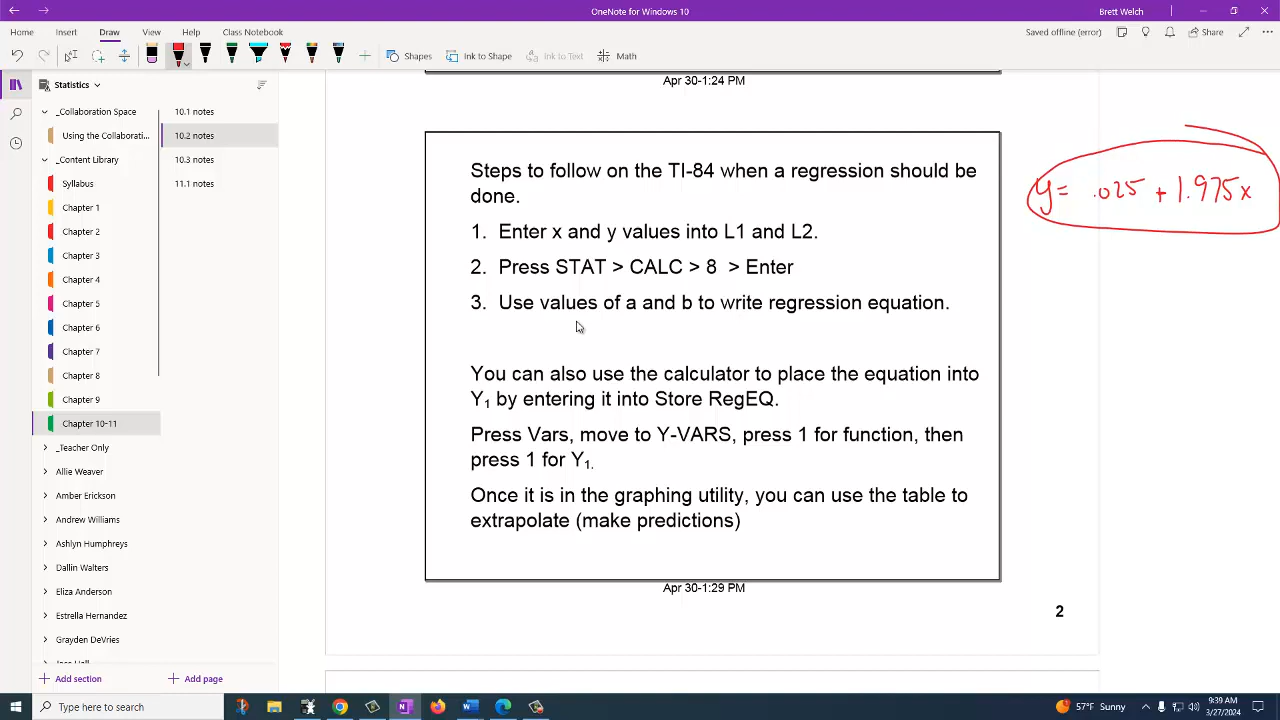 OneNote for Windows 10
Brett Welch
Home Insert Draw View Help Class Notebook
Saved offline (error) Share
Shapes Ink to Shape Ink to Text Math
Statistics
_Collaboration Space
Using the Collaborati...
_Content Library
Syllabus
Chapter 1
Chapter 2
Chapter 3
Chapter 4
Chapter 5
Chapter 6
Chapter 7
Chapter 8
Chapter 9
Chapter 10-11
_Teacher Only
Allie Weaver
Amber Erickson
Andrew Williams
Ashlyn Humphreys
Dallin Walters
Eliza Anderson
Estrella Hernandez
Grayden DeVries
Add section
10.1 notes
10.2 notes
10.3 notes
11.1 notes
Add page
Apr 30-1:24 PM
Steps to follow on the TI-84 when a regression should be
done.
1. Enter x and y values into L1 and L2.
2. Press STAT > CALC > 8 > Enter
3. Use values of a and b to write regression equation.
You can also use the calculator to place the equation into
Y1 by entering it into Store RegEQ.
Press Vars, move to Y-VARS, press 1 for function, then
press 1 for Y1.
Once it is in the graphing utility, you can use the table to
extrapolate (make predictions)
Apr 30-1:29 PM
2
y= .025 + 1.975x
Type here to search
57°F Sunny
9:39 AM
3/27/2024